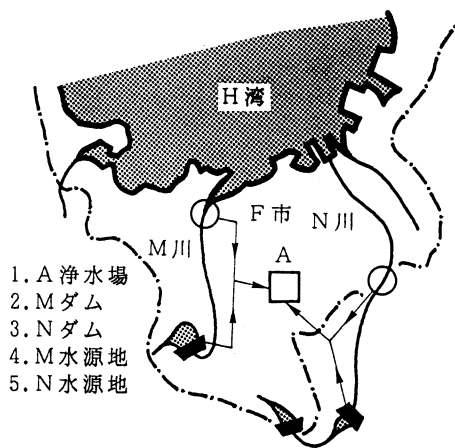 H湾
F市
N川
M川
A
1.A浄水場
2.Mダム
3.Nダム
4.M水源地
5.N水源地